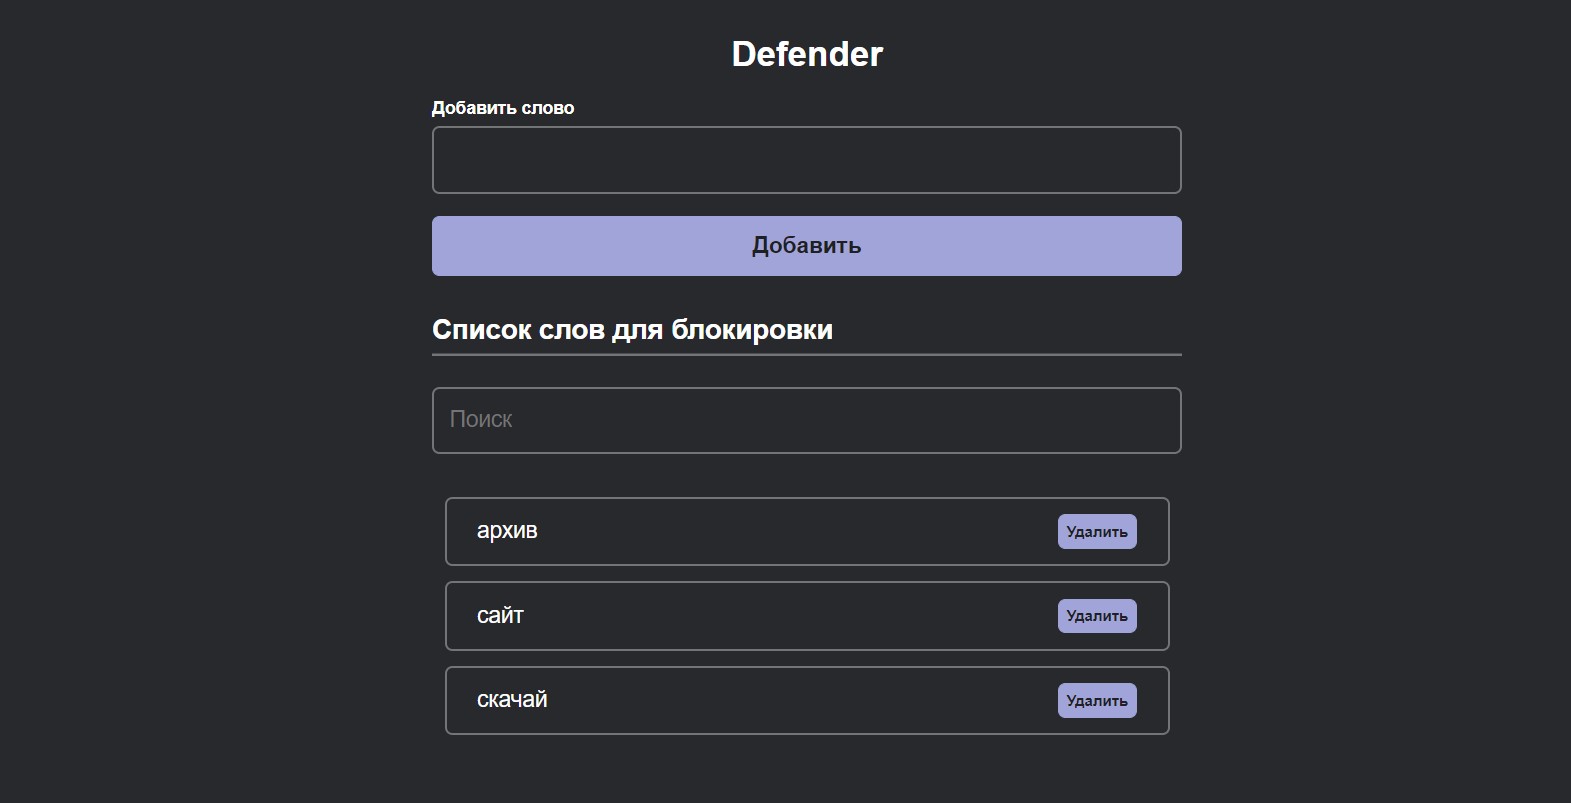 Defender
Добавить слово
Добавить
Список слов для блокировки
Поиск
архив
Удалить
сайт
Удалить
скачай
Удалить